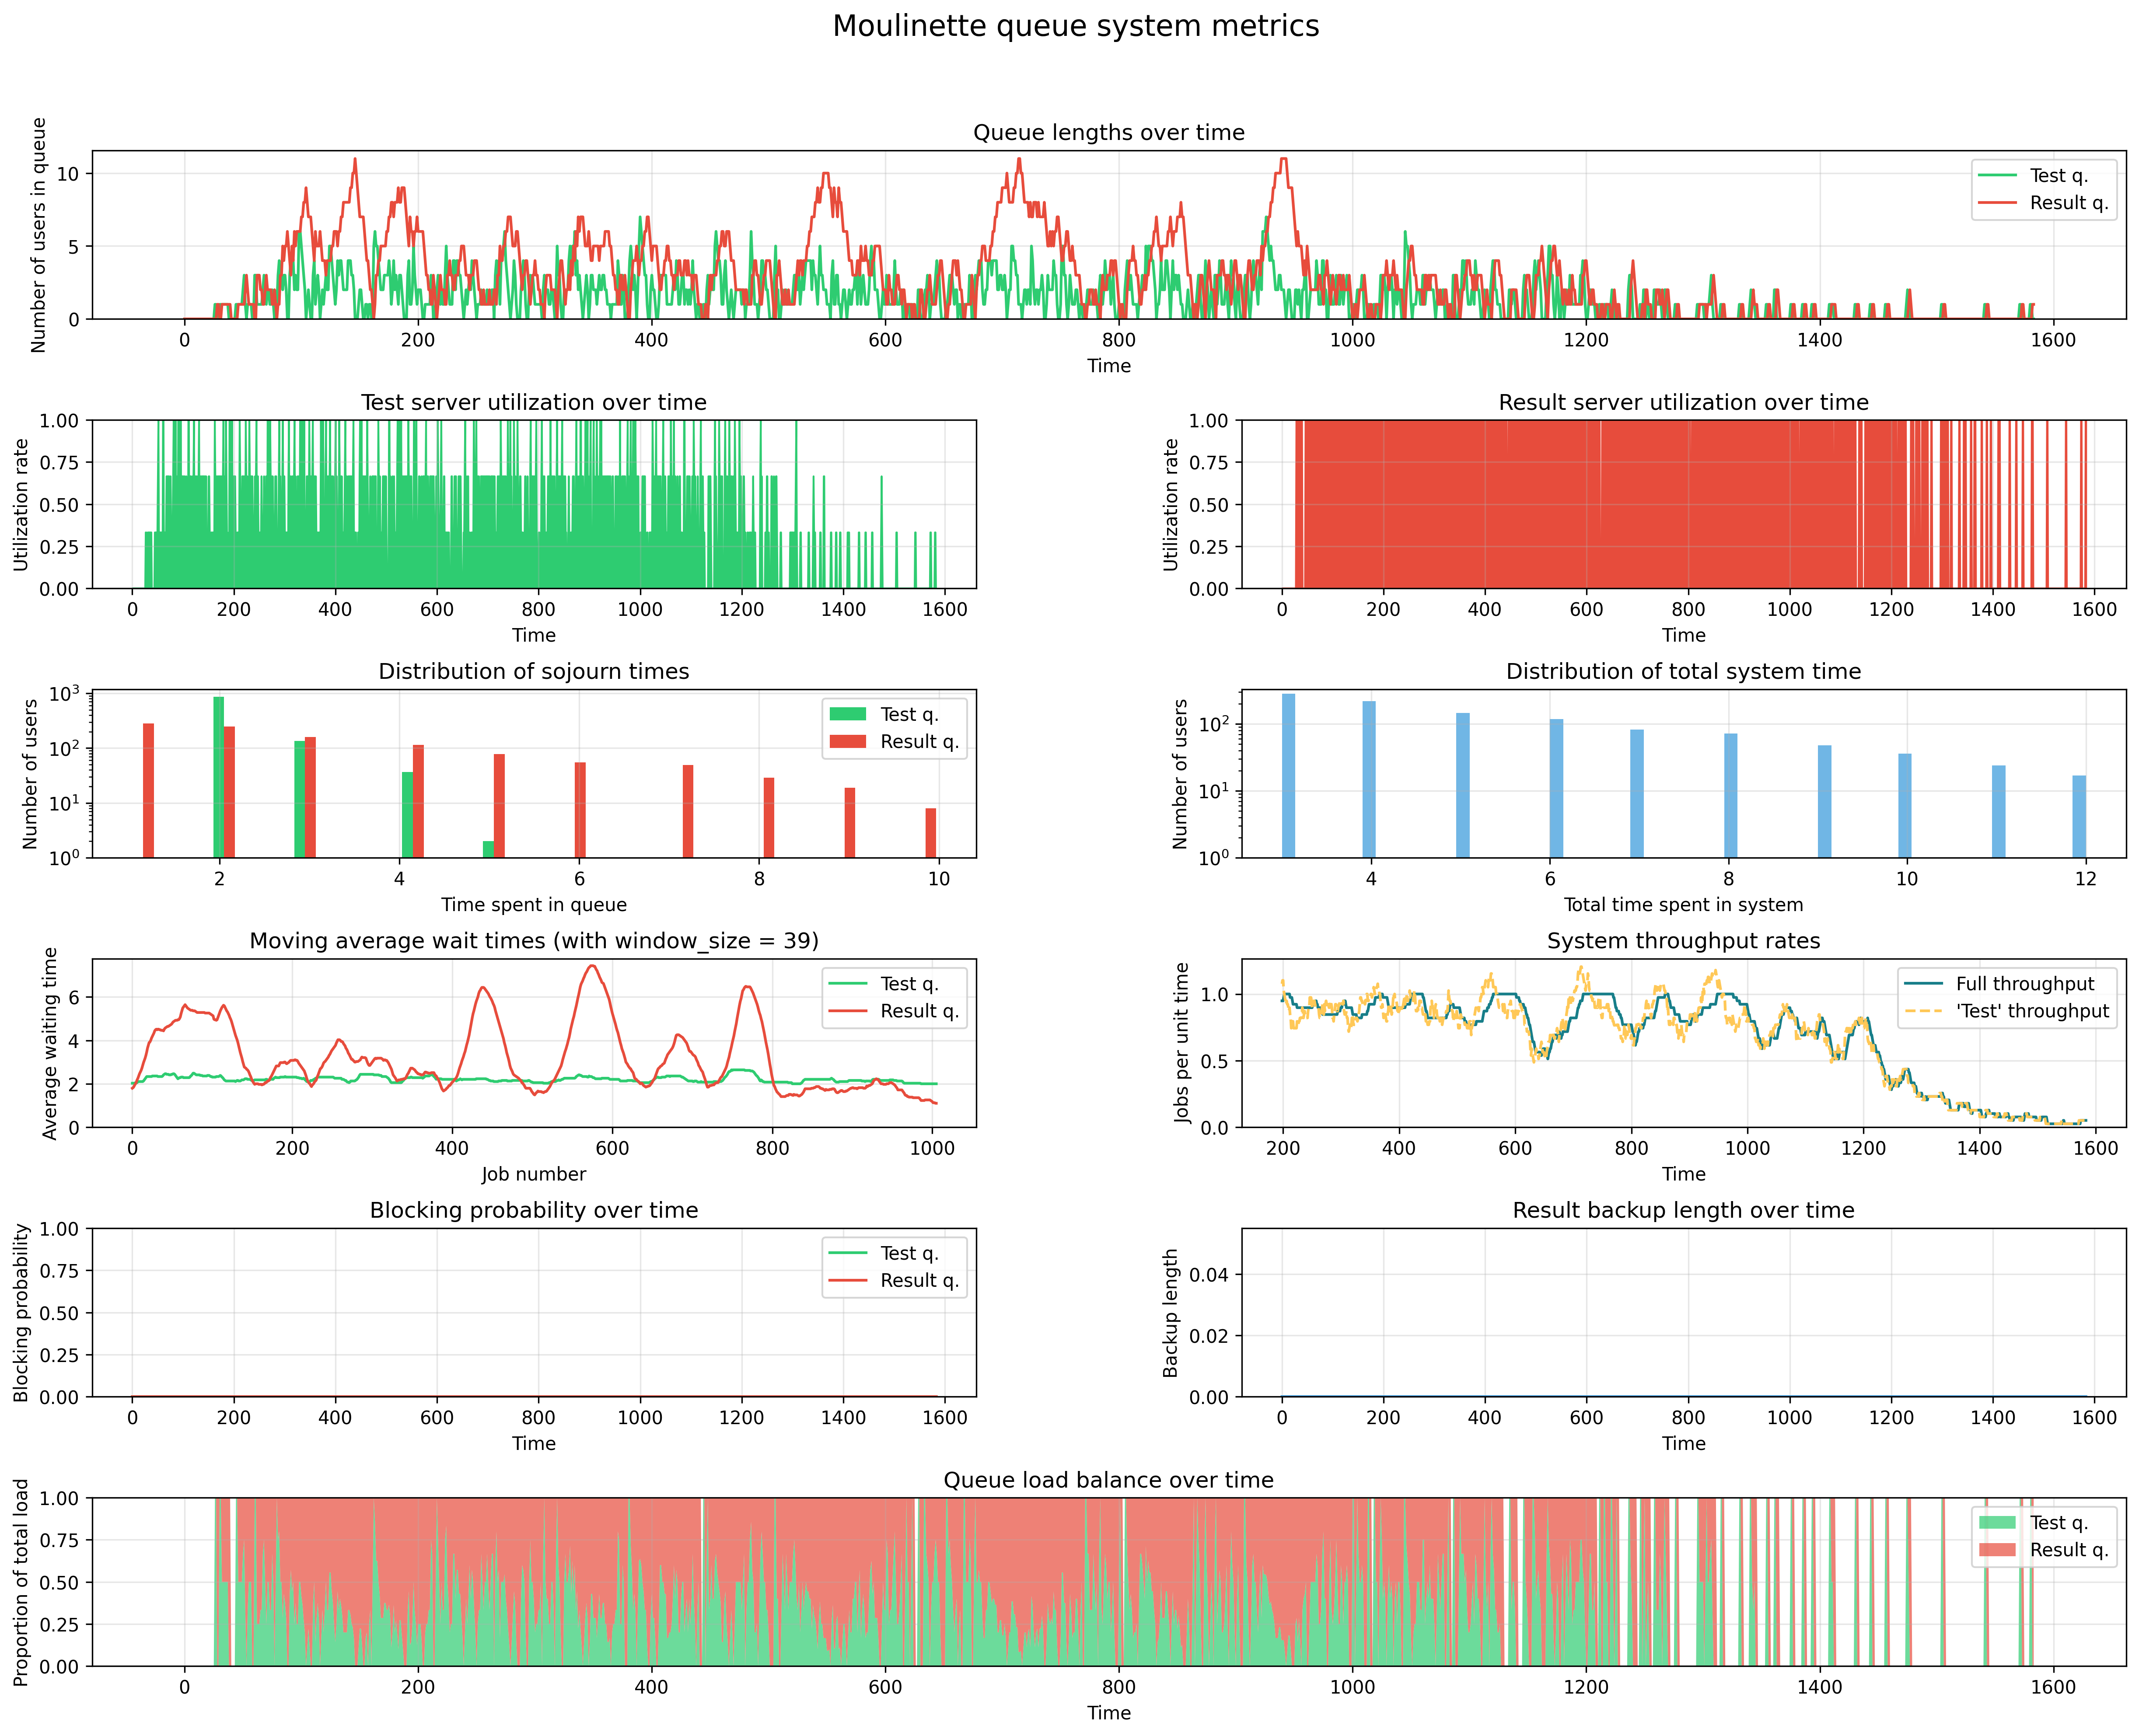 Moulinette queue system metrics
Queue lengths over time
Number of users in queue
10
5
0
Test q.
Result q.
0 200 400 600 800 1000 1200 1400 1600
Time
Test server utilization over time
Utilization rate
1.00
0.75
0.50
0.25
0.00
0 200 400 600 800 1000 1200 1400 1600
Time
Result server utilization over time
Utilization rate
1.00
0.75
0.50
0.25
0.00
0 200 400 600 800 1000 1200 1400 1600
Time
Distribution of sojourn times
Number of users
10³
10²
10¹
10⁰
Test q.
Result q.
2 4 6 8 10
Time spent in queue
Distribution of total system time
Number of users
10²
10¹
10⁰
4 6 8 10 12
Total time spent in system
Moving average wait times (with window_size = 39)
Average waiting time
6
4
2
0
Test q.
Result q.
0 200 400 600 800 1000
Job number
System throughput rates
Jobs per unit time
1.0
0.5
0.0
Full throughput
'Test' throughput
200 400 600 800 1000 1200 1400 1600
Time
Blocking probability over time
Blocking probability
1.00
0.75
0.50
0.25
0.00
Test q.
Result q.
0 200 400 600 800 1000 1200 1400 1600
Time
Result backup length over time
Backup length
0.04
0.02
0.00
0 200 400 600 800 1000 1200 1400 1600
Time
Queue load balance over time
Proportion of total load
1.00
0.75
0.50
0.25
0.00
Test q.
Result q.
0 200 400 600 800 1000 1200 1400 1600
Time